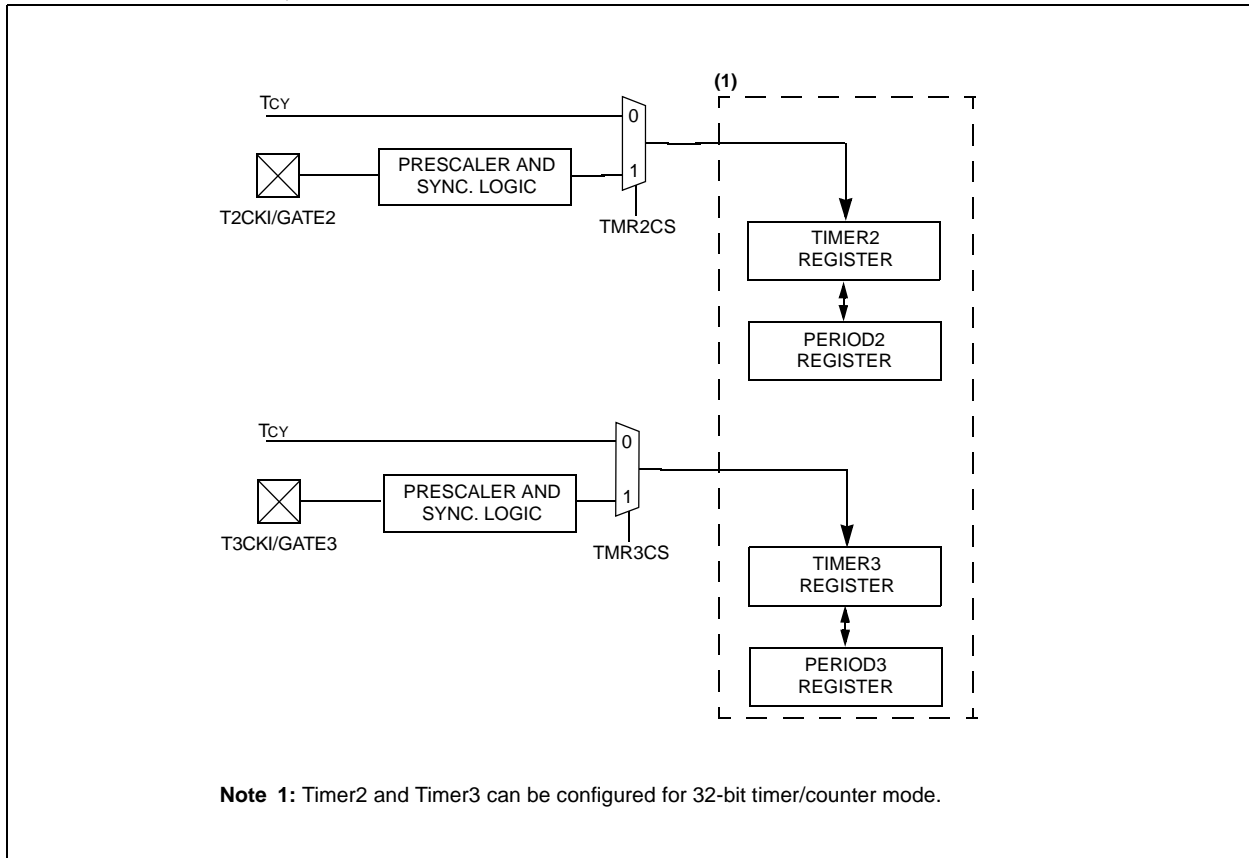 (1)
TCY
0
PRESCALER AND
SYNC. LOGIC
1
T2CKI/GATE2
TMR2CS
TIMER2
REGISTER
PERIOD2
REGISTER
TCY
0
PRESCALER AND
SYNC. LOGIC
1
T3CKI/GATE3
TMR3CS
TIMER3
REGISTER
PERIOD3
REGISTER
Note 1: Timer2 and Timer3 can be configured for 32-bit timer/counter mode.